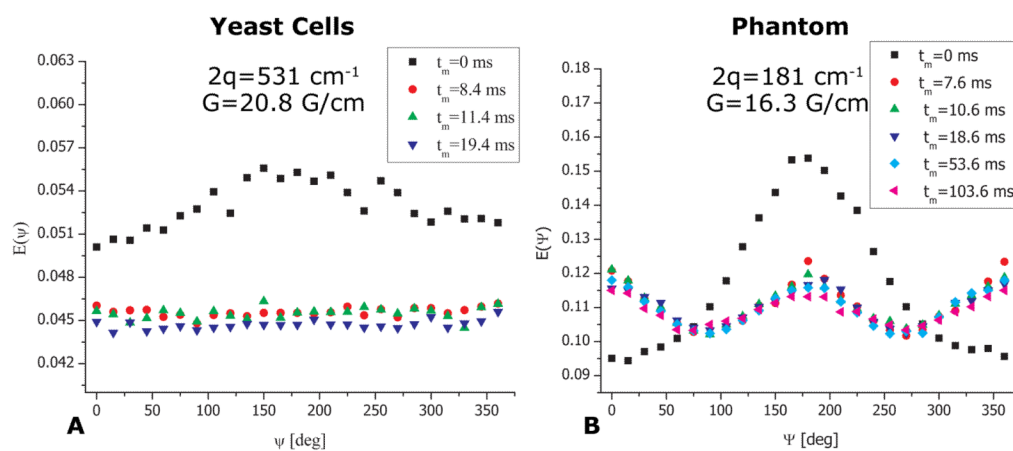 Yeast Cells
2q=531 cm⁻¹
G=20.8 G/cm
tₘ=0 ms
tₘ=8.4 ms
tₘ=11.4 ms
tₘ=19.4 ms
0.063
0.060
0.057
0.054
0.051
0.048
0.045
0.042
E(ψ)
0 50 100 150 200 250 300 350
ψ [deg]
A
Phantom
2q=181 cm⁻¹
G=16.3 G/cm
tₘ=0 ms
tₘ=7.6 ms
tₘ=10.6 ms
tₘ=18.6 ms
tₘ=53.6 ms
tₘ=103.6 ms
0.18
0.17
0.16
0.15
0.14
0.13
0.12
0.11
0.10
0.09
E(Ψ)
0 50 100 150 200 250 300 350
Ψ [deg]
B